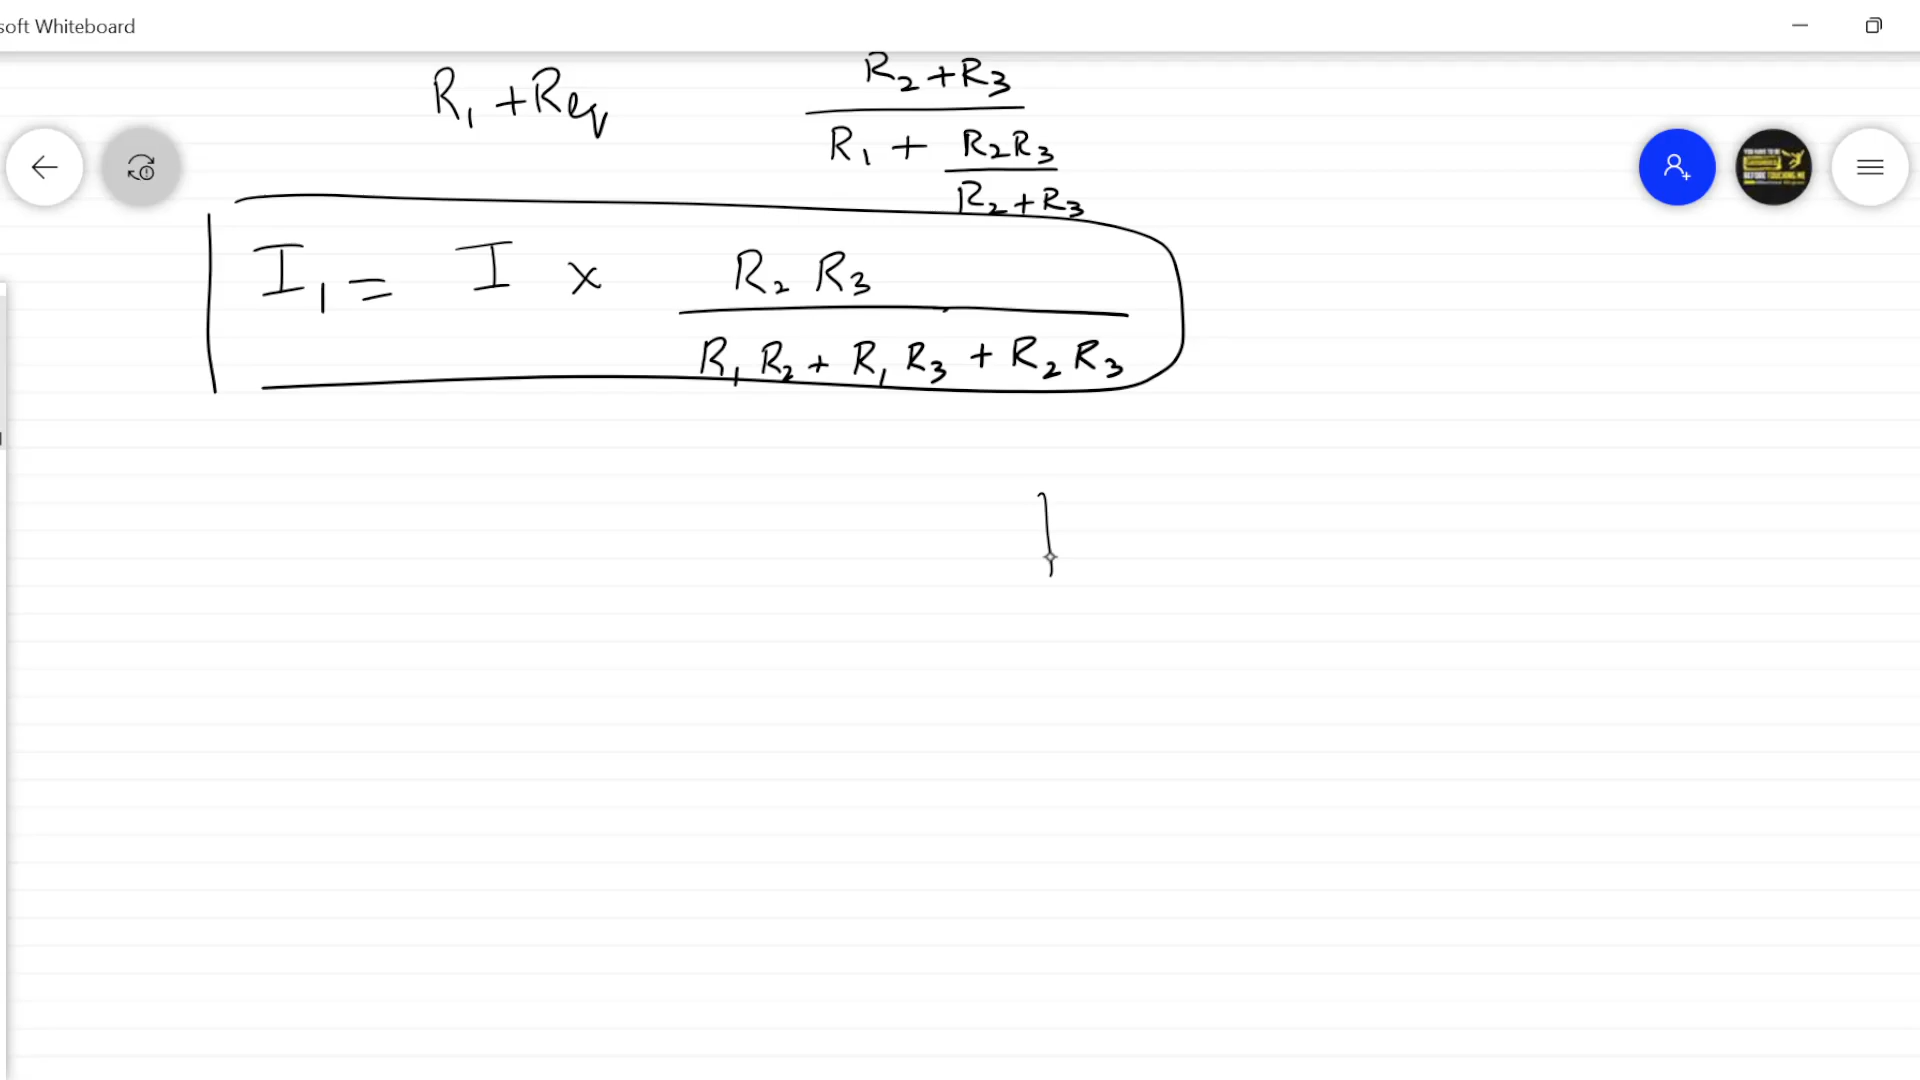 soft Whiteboard
R₁ + Req
R₂ + R₃
R₁ + R₂R₃
R₂ + R₃
I₁ = I × R₂ R₃
R₁ R₂ + R₁ R₃ + R₂ R₃